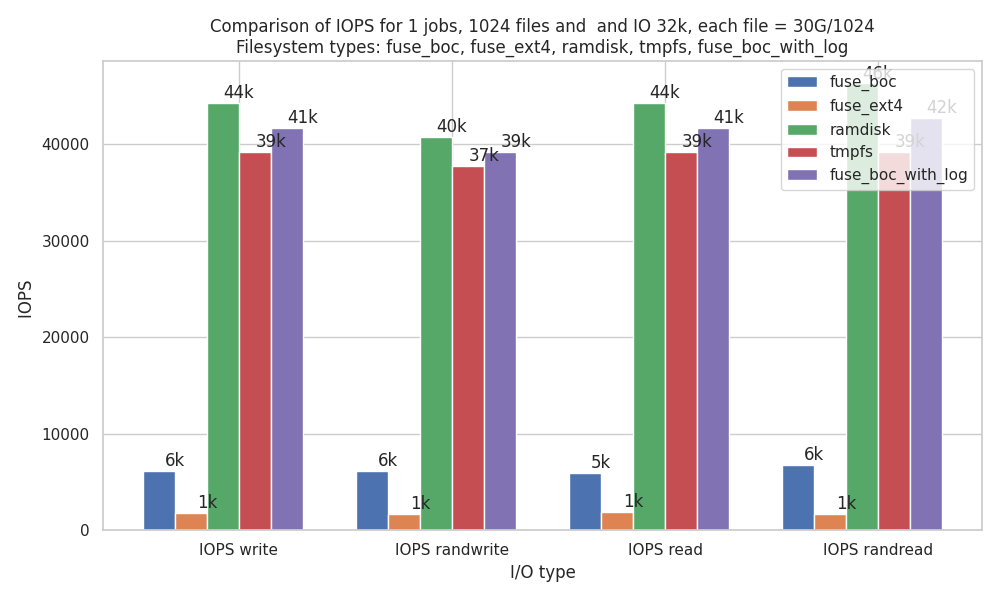 Comparison of IOPS for 1 jobs, 1024 files and  and IO 32k, each file = 30G/1024
Filesystem types: fuse_boc, fuse_ext4, ramdisk, tmpfs, fuse_boc_with_log
IOPS
40000
30000
20000
10000
0
6k
1k
44k
39k
41k
6k
1k
40k
37k
39k
5k
1k
44k
39k
41k
6k
1k
46k
39k
42k
fuse_boc
fuse_ext4
ramdisk
tmpfs
fuse_boc_with_log
IOPS write
IOPS randwrite
IOPS read
IOPS randread
I/O type